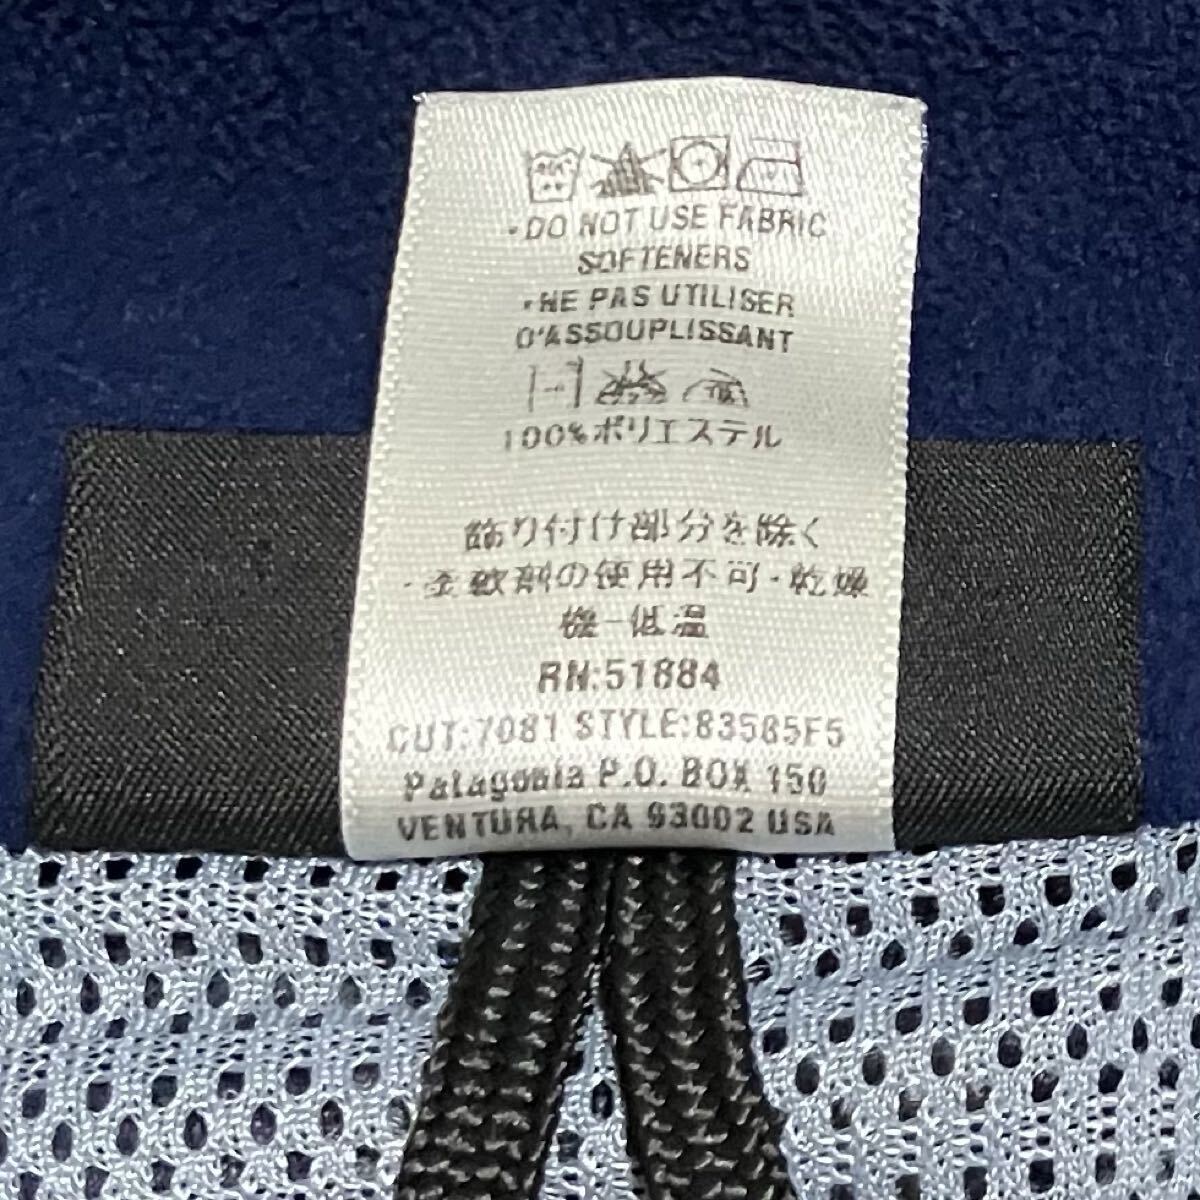 ·DO NOT USE FABRIC
SOFTENERS
·NE PAS UTILISER
D'ASSOUPLISSANT
100%ポリエステル
飾り付け部分を除く
·柔軟剤の使用不可·乾燥
機-低温
RN:51884
CUT:7081 STYLE:83585F5
Patagonia P.O. BOX 150
VENTURA, CA 93002 USA